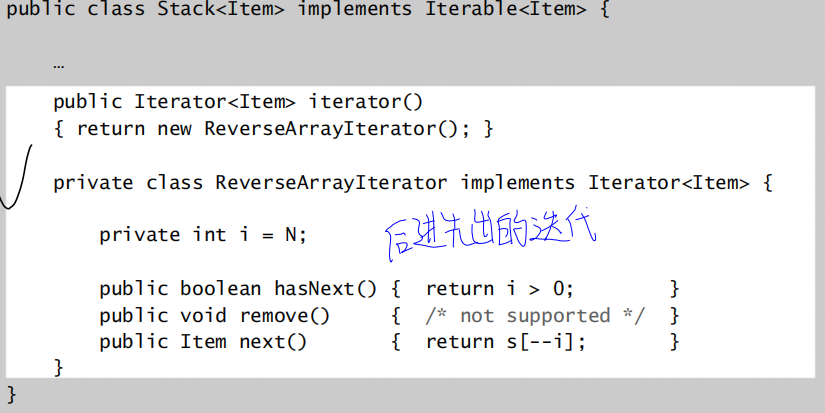 public class Stack<Item> implements Iterable<Item> {
…
public Iterator<Item> iterator()
{ return new ReverseArrayIterator(); }
private class ReverseArrayIterator implements Iterator<Item> {
private int i = N;
后进先出的迭代
public boolean hasNext() { return i > 0; }
public void remove() { /* not supported */ }
public Item next() { return s[--i]; }
}
}